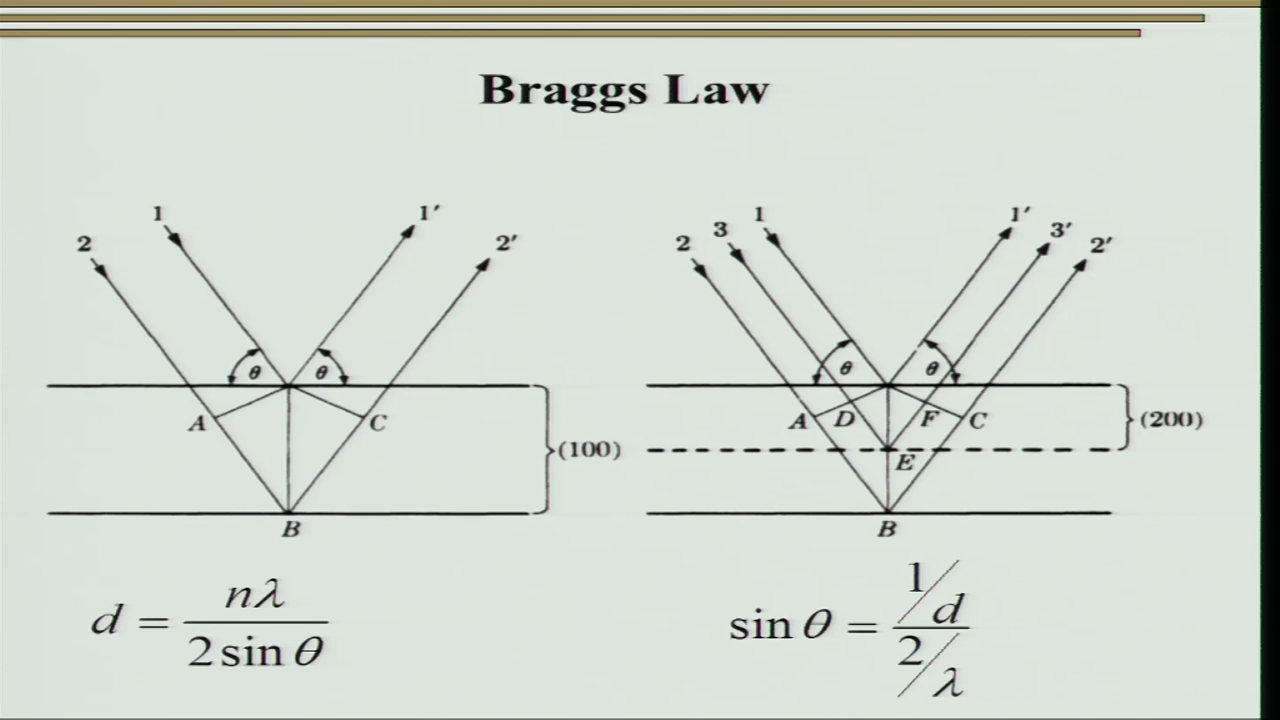 Braggs Law
1 1′ 2 2′
θ θ
A C
(100)
B
2 3 1 1′ 3′ 2′
θ θ
A D F C
(200)
E
B
d = nλ / 2 sin θ
sin θ = 1/d / 2/λ